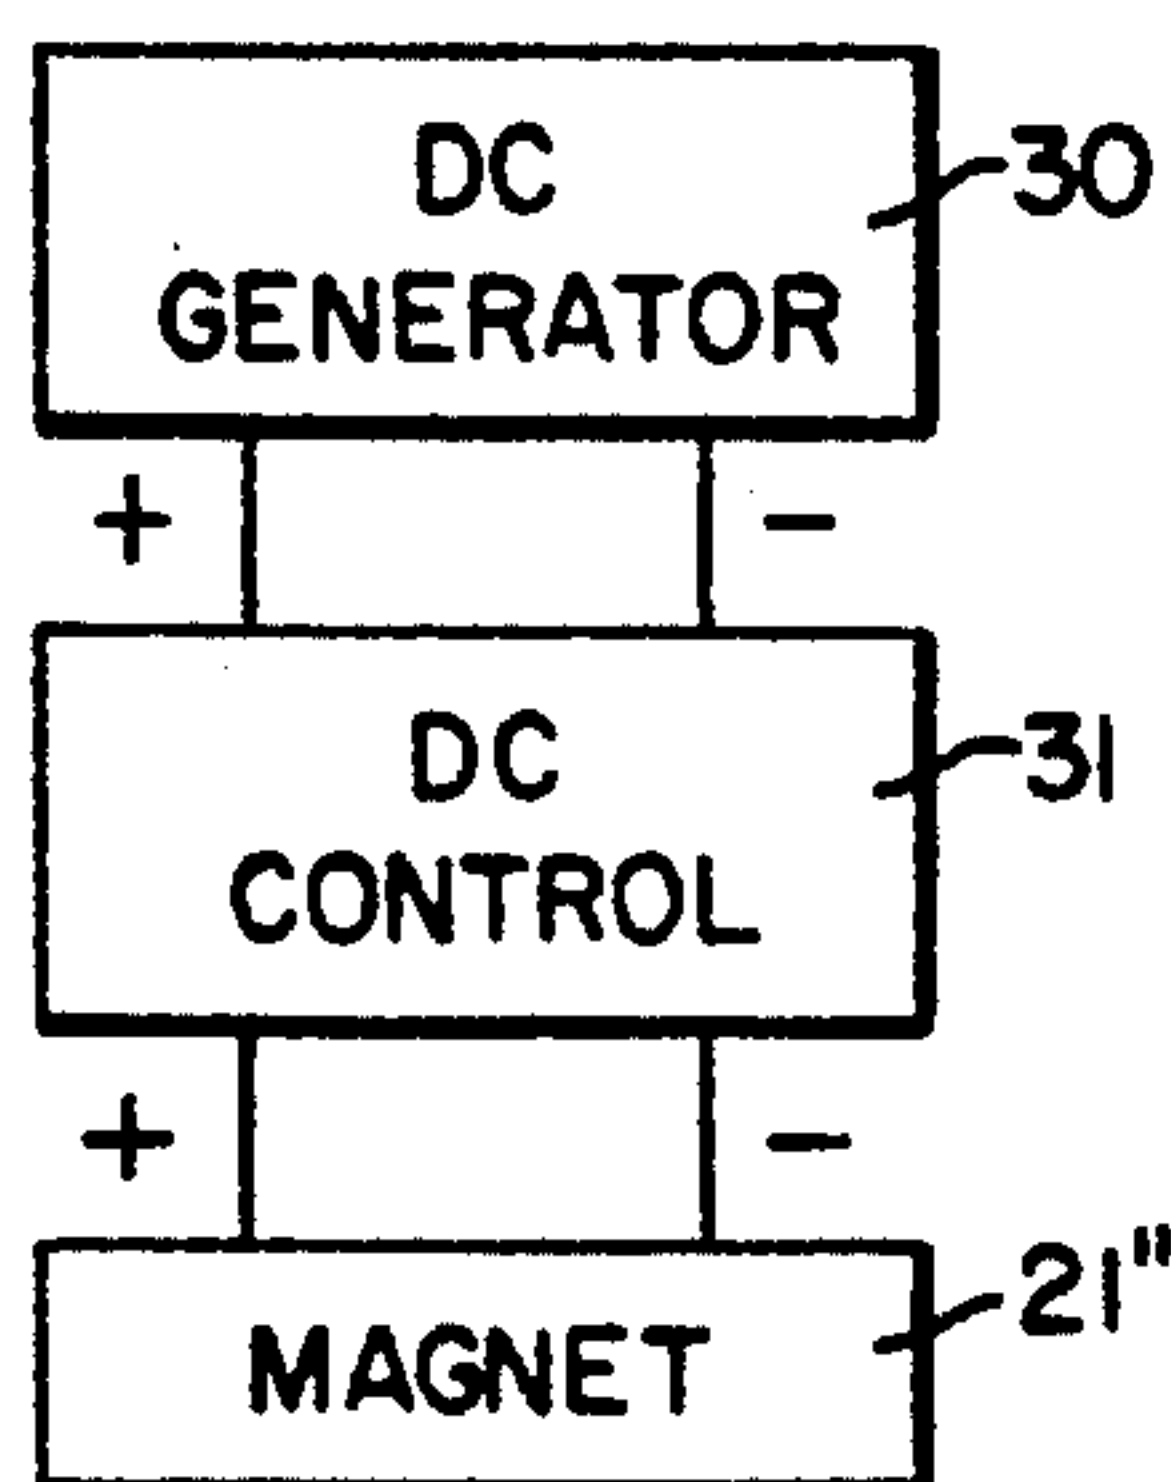 DC
GENERATOR
30
+ -
DC
CONTROL
31
+ -
MAGNET
21"